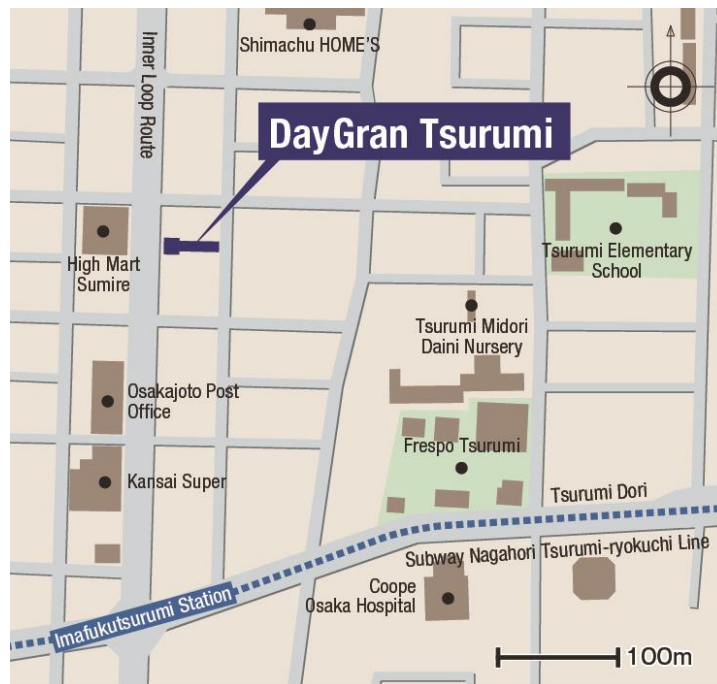 Shimachu HOME'S
Inner Loop Route
DayGran Tsurumi
High Mart
Sumire
Tsurumi Elementary
School
Tsurumi Midori
Daini Nursery
Osakajoto Post
Office
Frespo Tsurumi
Kansai Super
Tsurumi Dori
Subway Nagahori Tsurumi-ryokuchi Line
Coope
Osaka Hospital
Imafukutsurumi Station
100m